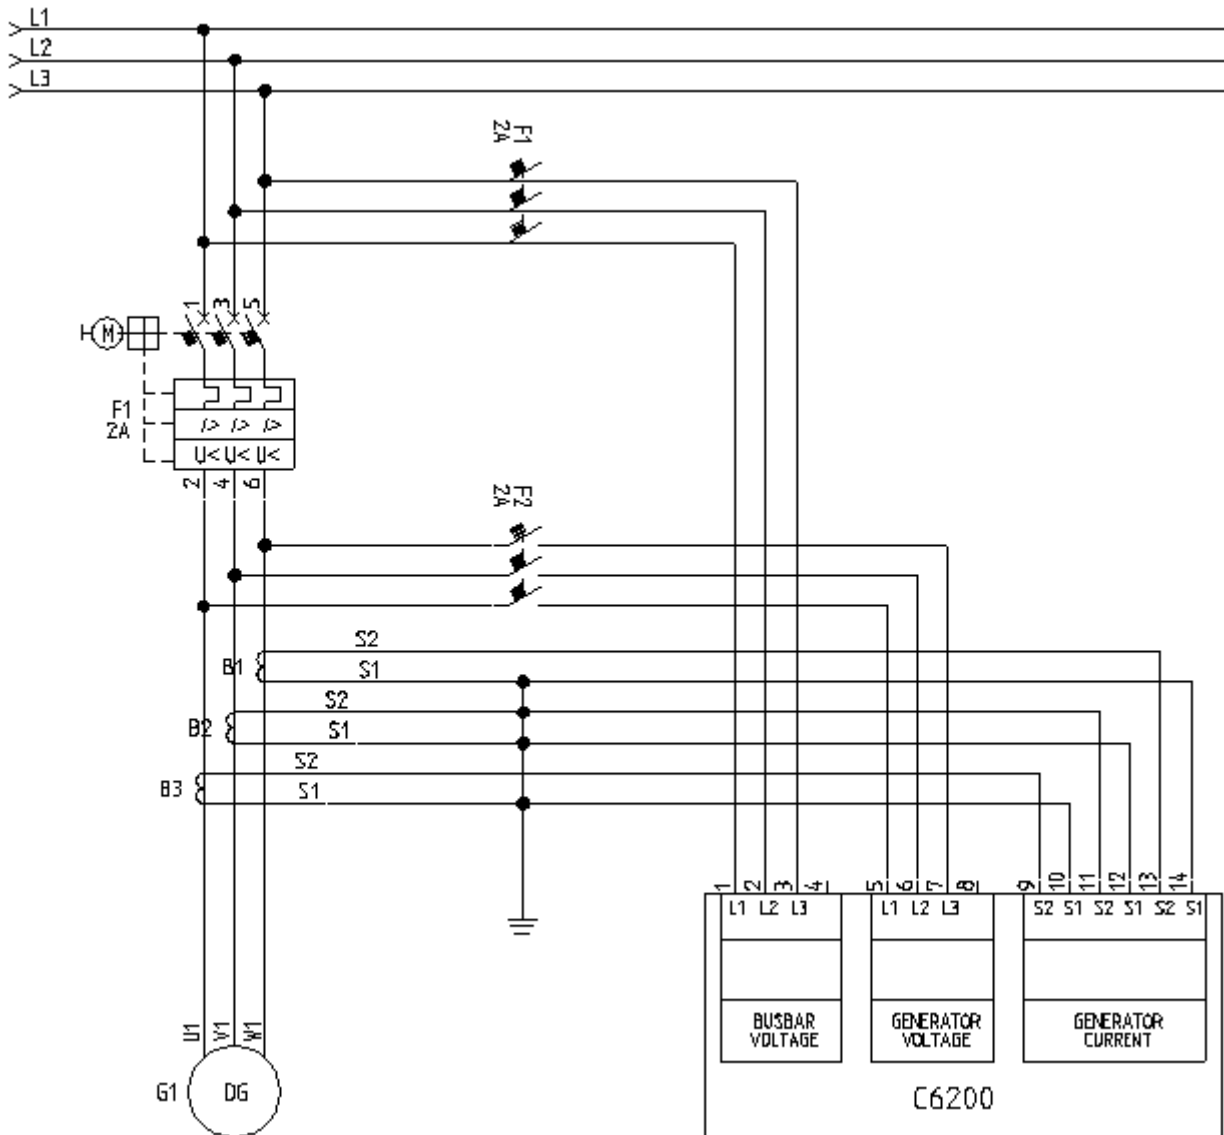 L1
L2
L3
F1
2A
1 3 5
M
F1
2A
I> I> I>
U< U< U<
2 4 6
F2
2A
S2
B1
S1
S2
B2
S1
S2
B3
S1
1 2 3 4 5 6 7 8 9 10 11 12 13 14
L1 L2 L3 L1 L2 L3 S2 S1 S2 S1 S2 S1
BUSBAR
VOLTAGE
GENERATOR
VOLTAGE
GENERATOR
CURRENT
U1 V1 W1
G1 DG
C6200